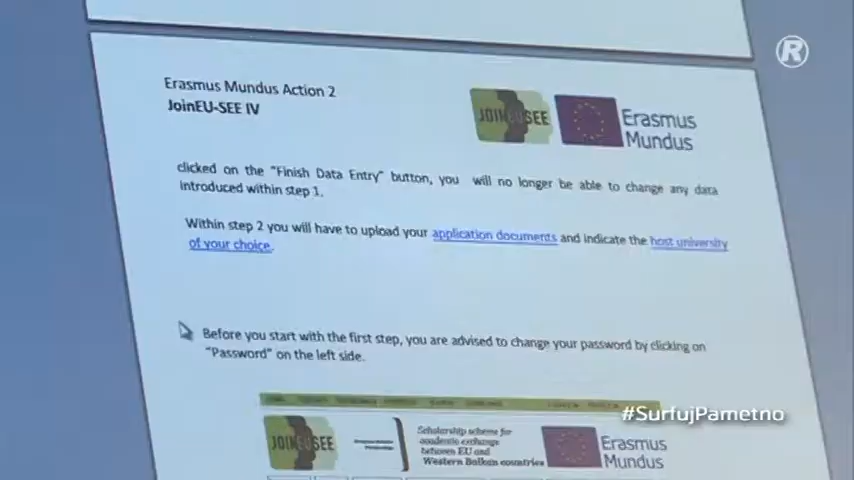 R
Erasmus Mundus Action 2
JoinEU-SEE IV
JOINEUSEE
Erasmus
Mundus
clicked on the "Finish Data Entry" button, you will no longer be able to change any data
introduced within step 1.
Within step 2 you will have to upload your application documents and indicate the host university
of your choice.
Before you start with the first step, you are advised to change your password by clicking on
"Password" on the left side.
#SurfujPametno
JOINEUSEE
Scholarship scheme for
academic exchange
between EU and
Western Balkan countries
Erasmus
Mundus